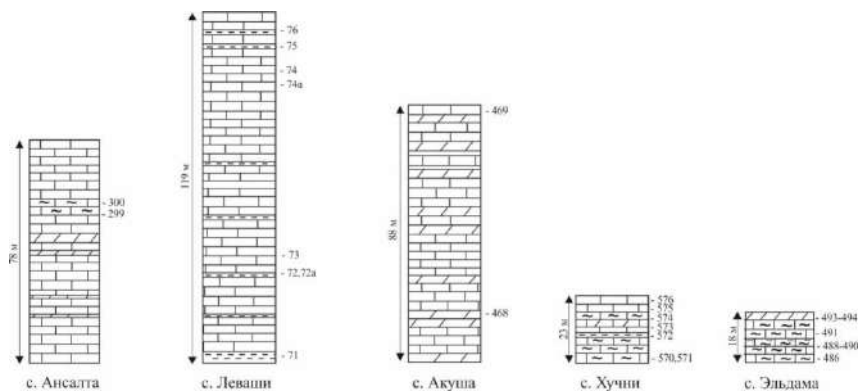 78 м
- 300
- 299
с. Ансалта
119 м
- 76
- 75
- 74
- 74а
- 73
- 72,72а
- 71
с. Леваши
88 м
- 469
- 468
с. Акуша
23 м
- 576
- 575
- 574
- 573
- 572
- 570,571
с. Хучни
18 м
- 493-494
- 491
- 488-496
- 486
с. Эльдама